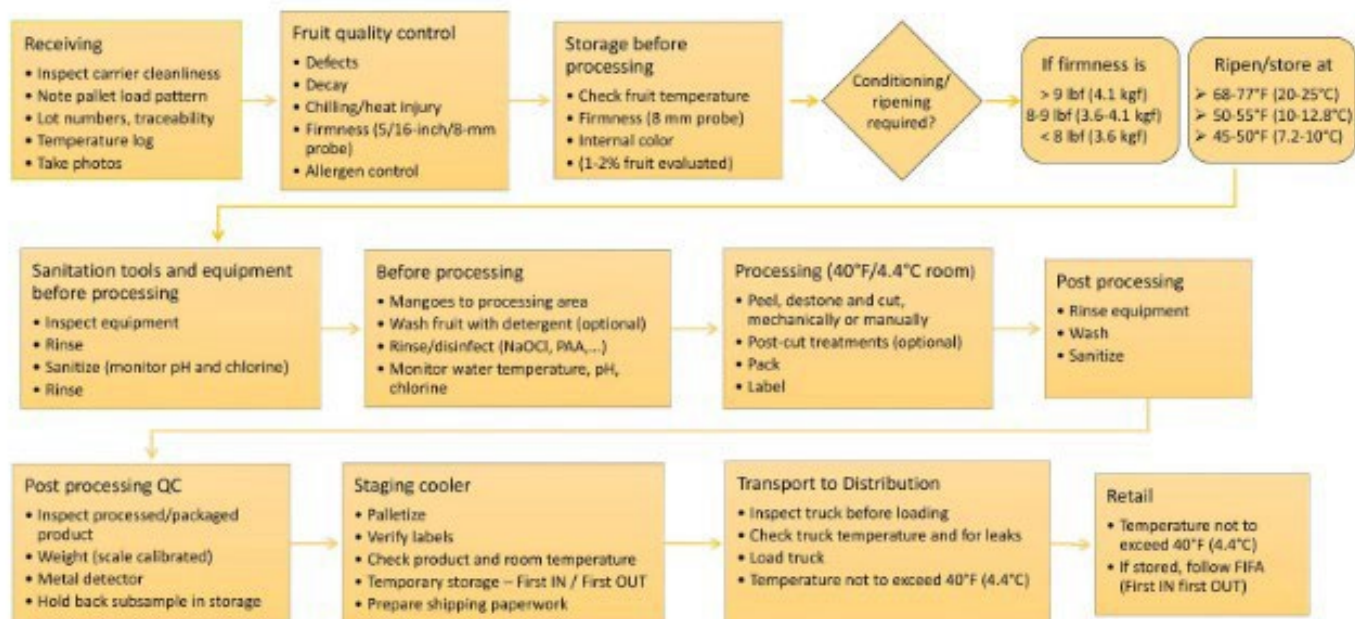 Receiving
• Inspect carrier cleanliness
• Note pallet load pattern
• Lot numbers, traceability
• Temperature log
• Take photos
Fruit quality control
• Defects
• Decay
• Chilling/heat injury
• Firmness (5/16-inch/8-mm
probe)
• Allergen control
Storage before
processing
• Check fruit temperature
• Firmness (8 mm probe)
• Internal color
• (1-2% fruit evaluated)
Conditioning/
ripening
required?
If firmness is
> 9 lbf (4.1 kgf)
8-9 lbf (3.6-4.1 kgf)
< 8 lbf (3.6 kgf)
Ripen/store at
➢ 68-77°F (20-25°C)
➢ 50-55°F (10-12.8°C)
➢ 45-50°F (7.2-10°C)
Sanitation tools and equipment
before processing
• Inspect equipment
• Rinse
• Sanitize (monitor pH and chlorine)
• Rinse
Before processing
• Mangoes to processing area
• Wash fruit with detergent (optional)
• Rinse/disinfect (NaOCl, PAA,...)
• Monitor water temperature, pH,
chlorine
Processing (40°F/4.4°C room)
• Peel, destone and cut,
mechanically or manually
• Post-cut treatments (optional)
• Pack
• Label
Post processing
• Rinse equipment
• Wash
• Sanitize
Post processing QC
• Inspect processed/packaged
product
• Weight (scale calibrated)
• Metal detector
• Hold back subsample in storage
Staging cooler
• Palletize
• Verify labels
• Check product and room temperature
• Temporary storage – First IN / First OUT
• Prepare shipping paperwork
Transport to Distribution
• Inspect truck before loading
• Check truck temperature and for leaks
• Load truck
• Temperature not to exceed 40°F (4.4°C)
Retail
• Temperature not to
exceed 40°F (4.4°C)
• If stored, follow FIFA
(First IN first OUT)